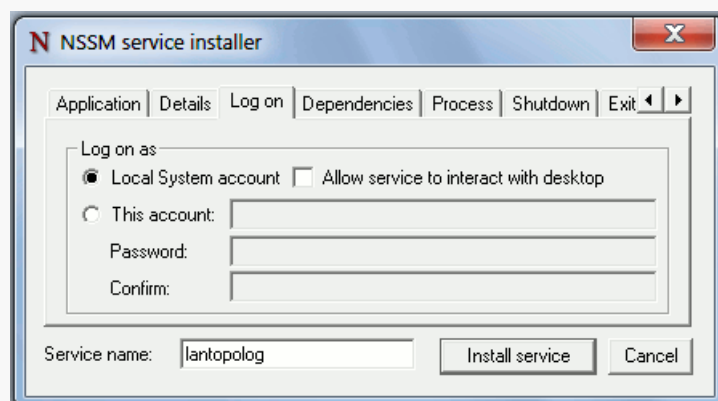 N NSSM service installer
Application Details Log on Dependencies Process Shutdown Exit
Log on as
Local System account Allow service to interact with desktop
This account:
Password:
Confirm:
Service name: lantopolog Install service Cancel